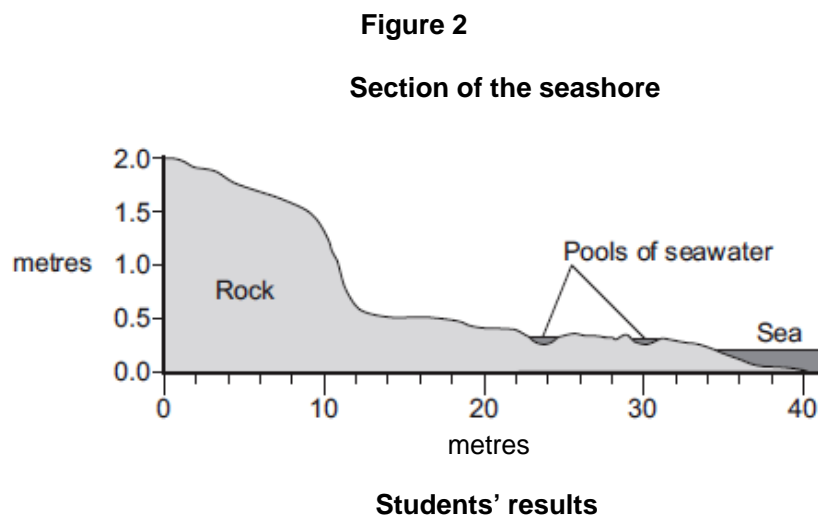 Figure 2
Section of the seashore
2.0
1.5
metres
1.0
0.5
0.0
Rock
Pools of seawater
Sea
0
10
20
30
40
metres
Students’ results